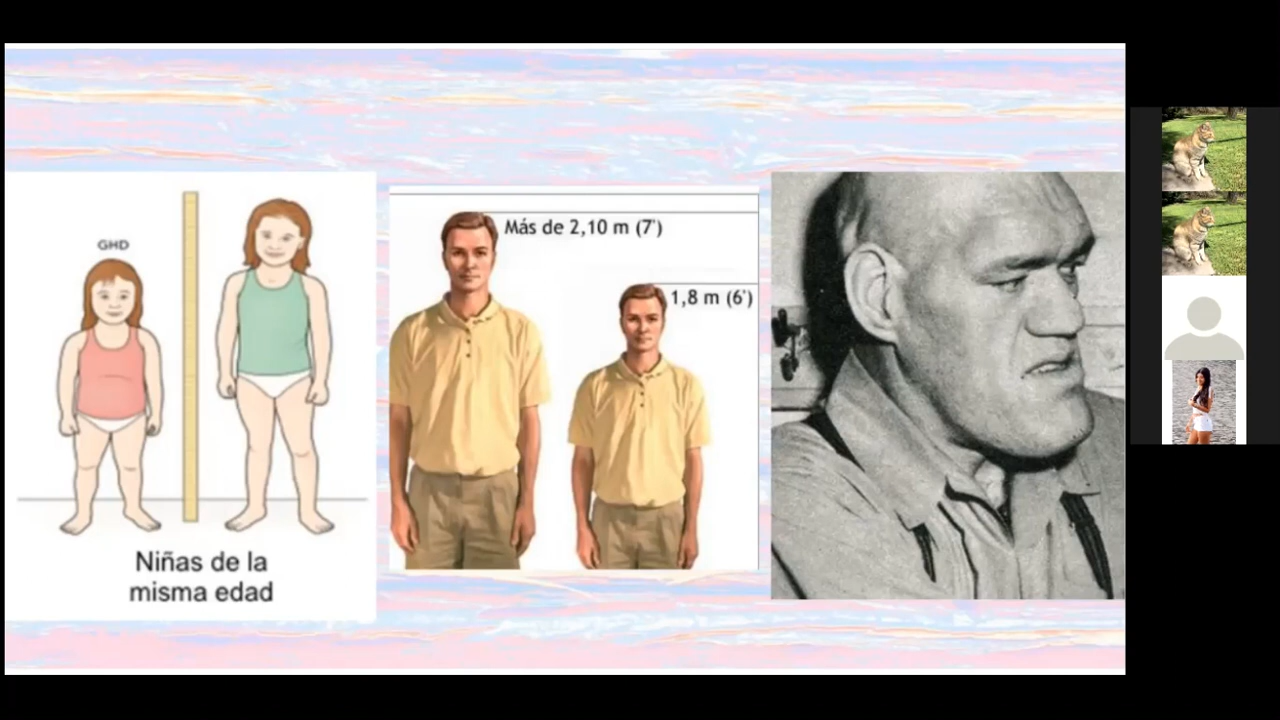 GHD
Niñas de la
misma edad
Más de 2,10 m (7')
1,8 m (6')